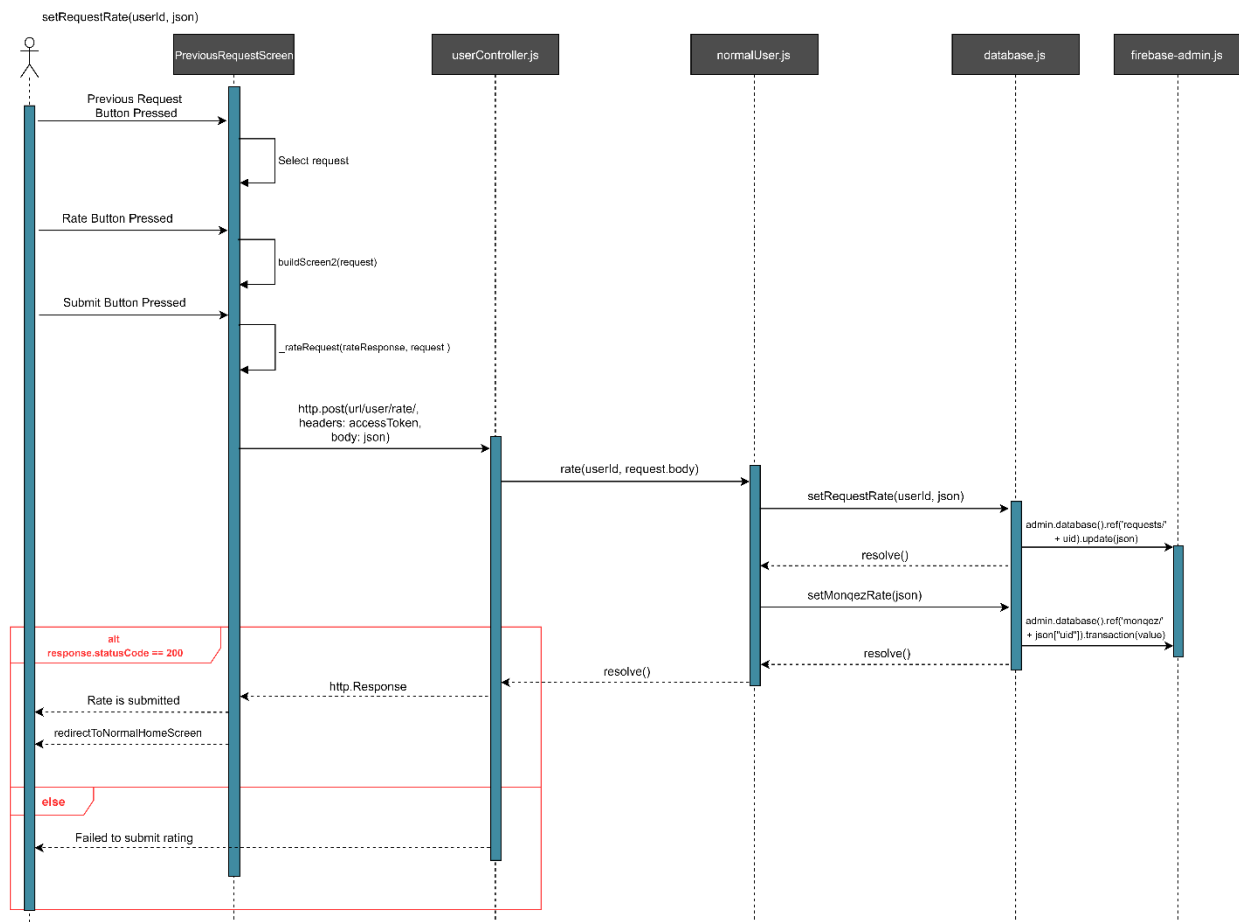 setRequestRate(userId, json)
PreviousRequestScreen
userController.js
normalUser.js
database.js
firebase-admin.js
Previous Request
Button Pressed
Select request
Rate Button Pressed
buildScreen2(request)
Submit Button Pressed
_rateRequest(rateResponse, request )
http.post(url/user/rate/,
headers: accessToken,
body: json)
rate(userId, request.body)
setRequestRate(userId, json)
admin.database().ref("requests/"
+ uid).update(json)
resolve()
setMonqezRate(json)
admin.database().ref("monqez/"
+ json["uid"]).transaction(value)
resolve()
alt
response.statusCode == 200
resolve()
http.Response
Rate is submitted
redirectToNormalHomeScreen
else
Failed to submit rating